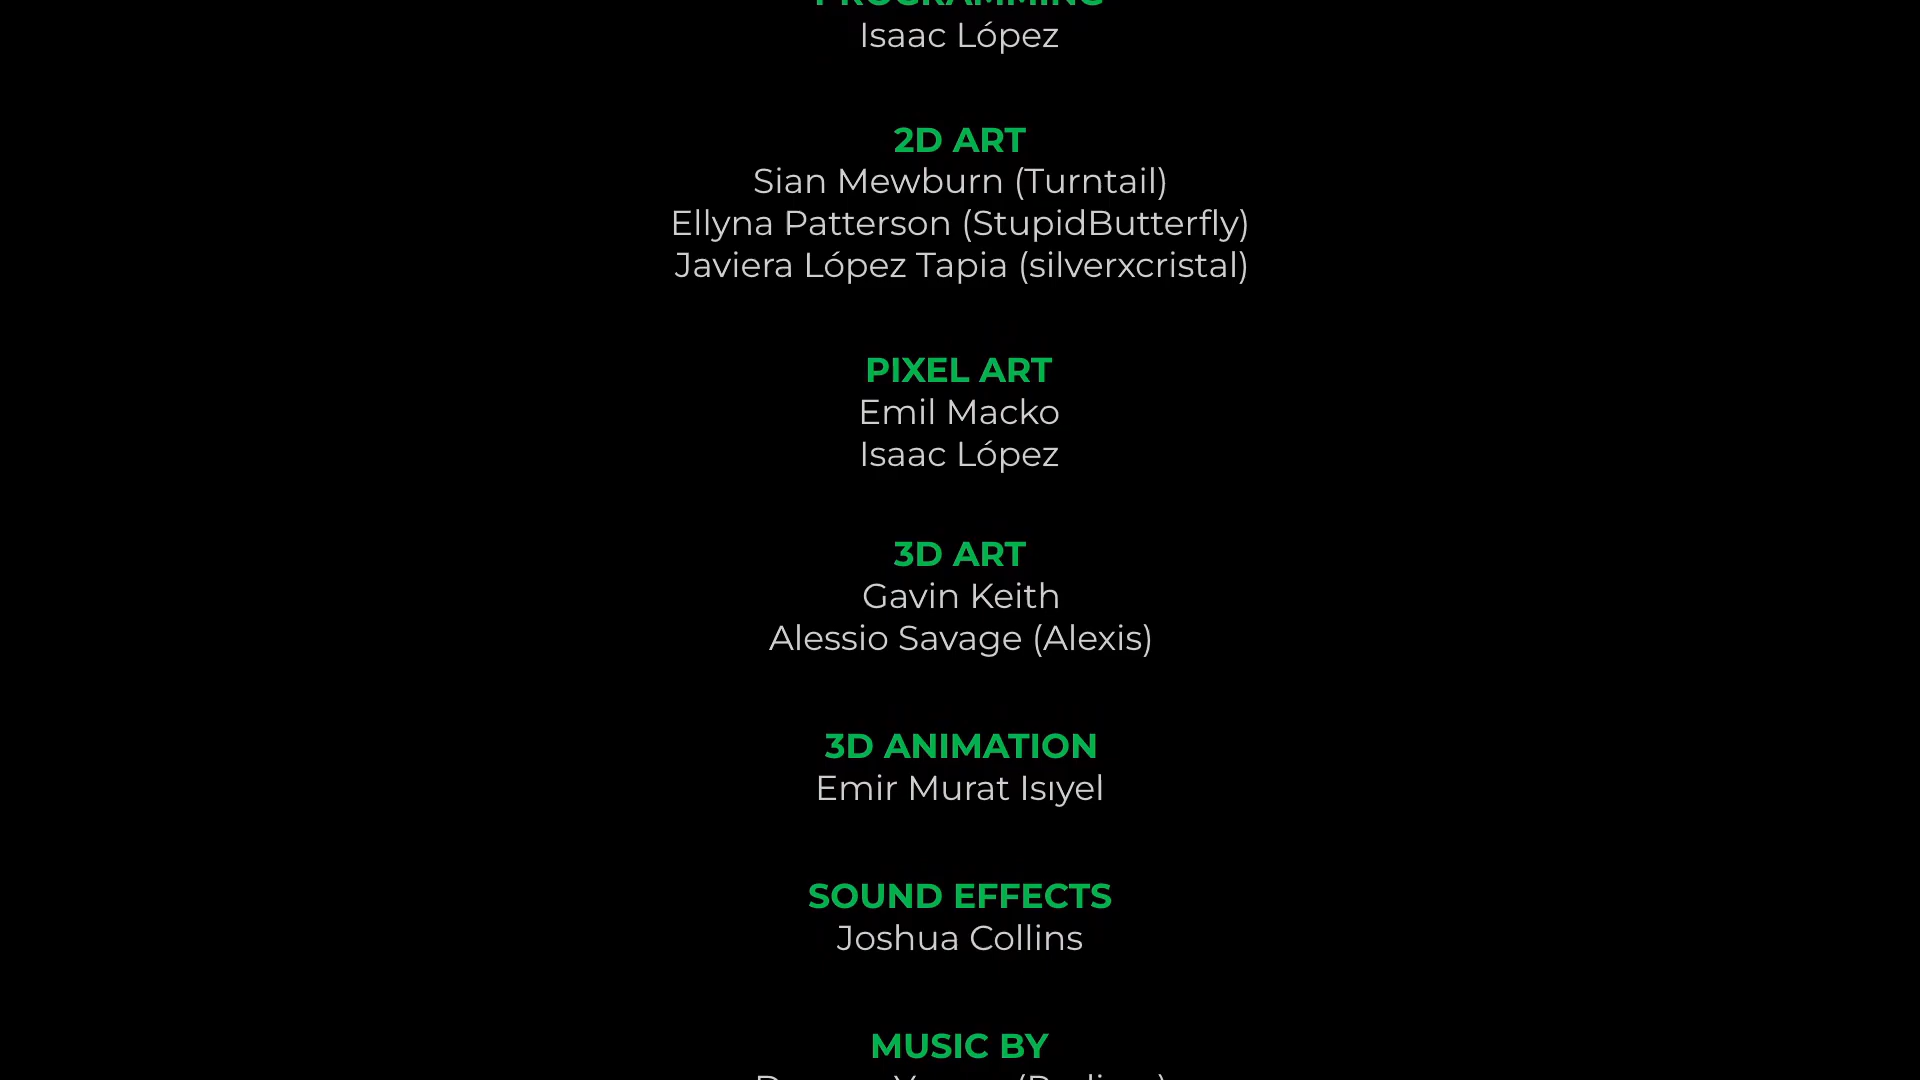 PROGRAMMING
Isaac López
2D ART
Sian Mewburn (Turntail)
Ellyna Patterson (StupidButterfly)
Javiera López Tapia (silverxcristal)
PIXEL ART
Emil Macko
Isaac López
3D ART
Gavin Keith
Alessio Savage (Alexis)
3D ANIMATION
Emir Murat Isıyel
SOUND EFFECTS
Joshua Collins
MUSIC BY